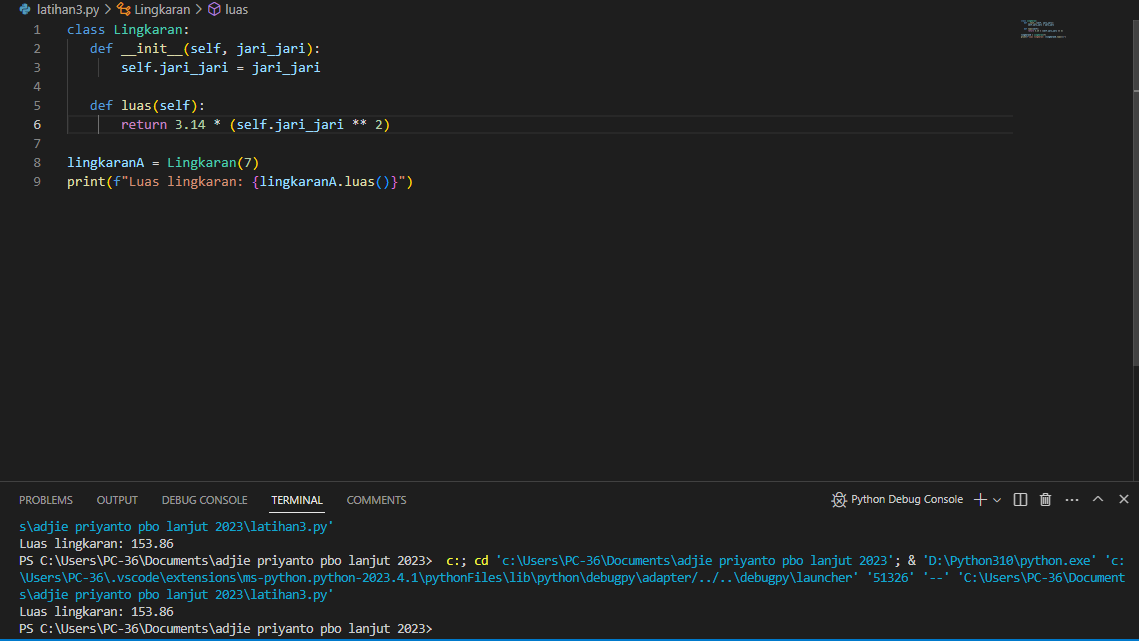 latihan3.py > Lingkaran > luas
1 class Lingkaran:
2 def __init__(self, jari_jari):
3 self.jari_jari = jari_jari
4
5 def luas(self):
6 return 3.14 * (self.jari_jari ** 2)
7
8 lingkaranA = Lingkaran(7)
9 print(f"Luas lingkaran: {lingkaranA.luas()}")
PROBLEMS OUTPUT DEBUG CONSOLE TERMINAL COMMENTS Python Debug Console
s\adjie priyanto pbo lanjut 2023\latihan3.py'
Luas lingkaran: 153.86
PS C:\Users\PC-36\Documents\adjie priyanto pbo lanjut 2023> c:; cd 'c:\Users\PC-36\Documents\adjie priyanto pbo lanjut 2023'; & 'D:\Python310\python.exe' 'c:
\Users\PC-36\.vscode\extensions\ms-python.python-2023.4.1\pythonFiles\lib\python\debugpy\adapter/../..\debugpy\launcher' '51326' '--' 'C:\Users\PC-36\Document
s\adjie priyanto pbo lanjut 2023\latihan3.py'
Luas lingkaran: 153.86
PS C:\Users\PC-36\Documents\adjie priyanto pbo lanjut 2023>